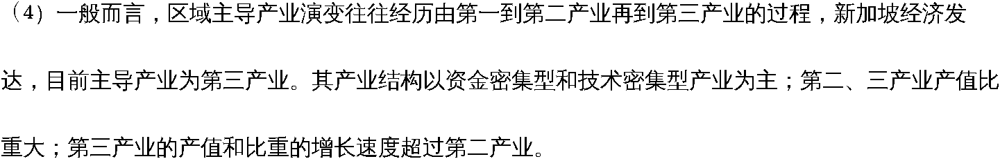 （4）一般而言，区域主导产业演变往往经历由第一到第二产业再到第三产业的过程，新加坡经济发
达，目前主导产业为第三产业。其产业结构以资金密集型和技术密集型产业为主；第二、三产业产值比
重大；第三产业的产值和比重的增长速度超过第二产业。